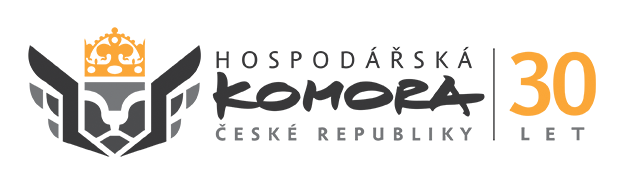 HOSPODÁŘSKÁ
KOMORA
ČESKÉ REPUBLIKY
30
LET